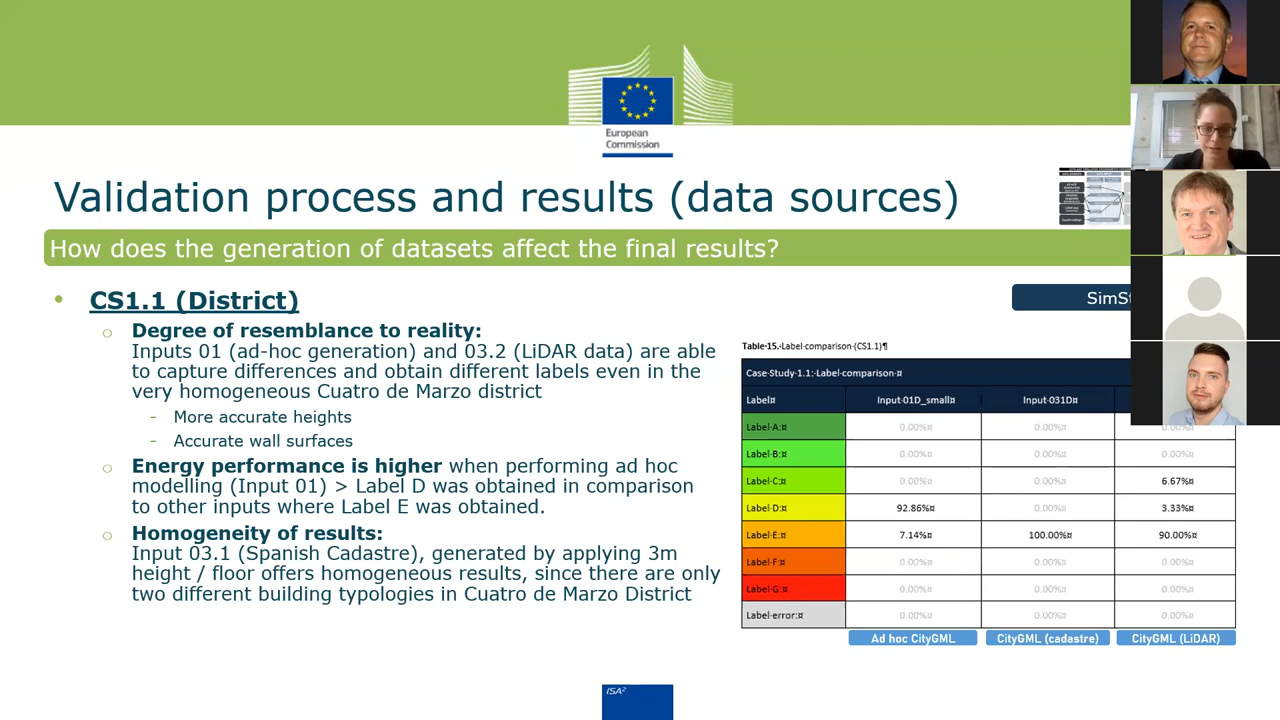 European
Commission
Validation process and results (data sources)
How does the generation of datasets affect the final results?
• CS1.1 (District)
o Degree of resemblance to reality:
Inputs 01 (ad-hoc generation) and 03.2 (LiDAR data) are able
to capture differences and obtain different labels even in the
very homogeneous Cuatro de Marzo district
- More accurate heights
- Accurate wall surfaces
o Energy performance is higher when performing ad hoc
modelling (Input 01) > Label D was obtained in comparison
to other inputs where Label E was obtained.
o Homogeneity of results:
Input 03.1 (Spanish Cadastre), generated by applying 3m
height / floor offers homogeneous results, since there are only
two different building typologies in Cuatro de Marzo District
Table·15.·Label·comparison·(CS1.1)¶
Case·Study·1.1:·Label·comparison·¤
Label¤ Input·01D_small¤ Input·031D¤
Label·A:¤ 0.00%¤ 0.00%¤ 0.00%¤
Label·B:¤ 0.00%¤ 0.00%¤ 0.00%¤
Label·C:¤ 0.00%¤ 0.00%¤ 6.67%¤
Label·D:¤ 92.86%¤ 0.00%¤ 3.33%¤
Label·E:¤ 7.14%¤ 100.00%¤ 90.00%¤
Label·F:¤ 0.00%¤ 0.00%¤ 0.00%¤
Label·G:¤ 0.00%¤ 0.00%¤ 0.00%¤
Label·error:¤ 0.00%¤ 0.00%¤ 0.00%¤
Ad hoc CityGML CityGML (cadastre) CityGML (LiDAR)
ISA²